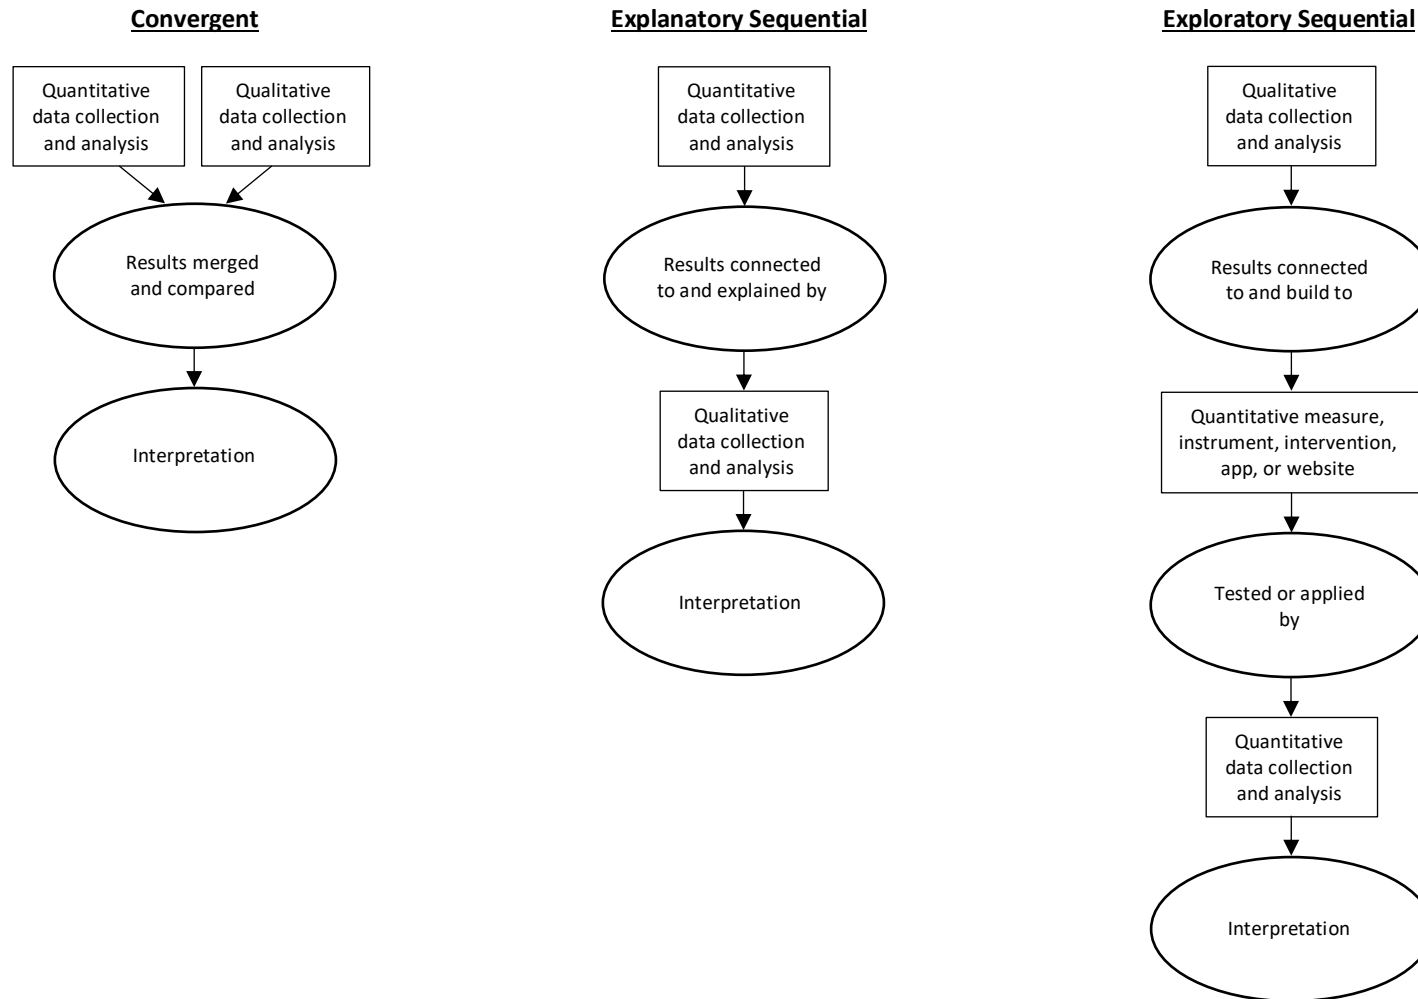 Convergent
Quantitative
data collection
and analysis
Qualitative
data collection
and analysis
Results merged
and compared
Interpretation
Explanatory Sequential
Quantitative
data collection
and analysis
Results connected
to and explained by
Qualitative
data collection
and analysis
Interpretation
Exploratory Sequential
Qualitative
data collection
and analysis
Results connected
to and build to
Quantitative measure,
instrument, intervention,
app, or website
Tested or applied
by
Quantitative
data collection
and analysis
Interpretation